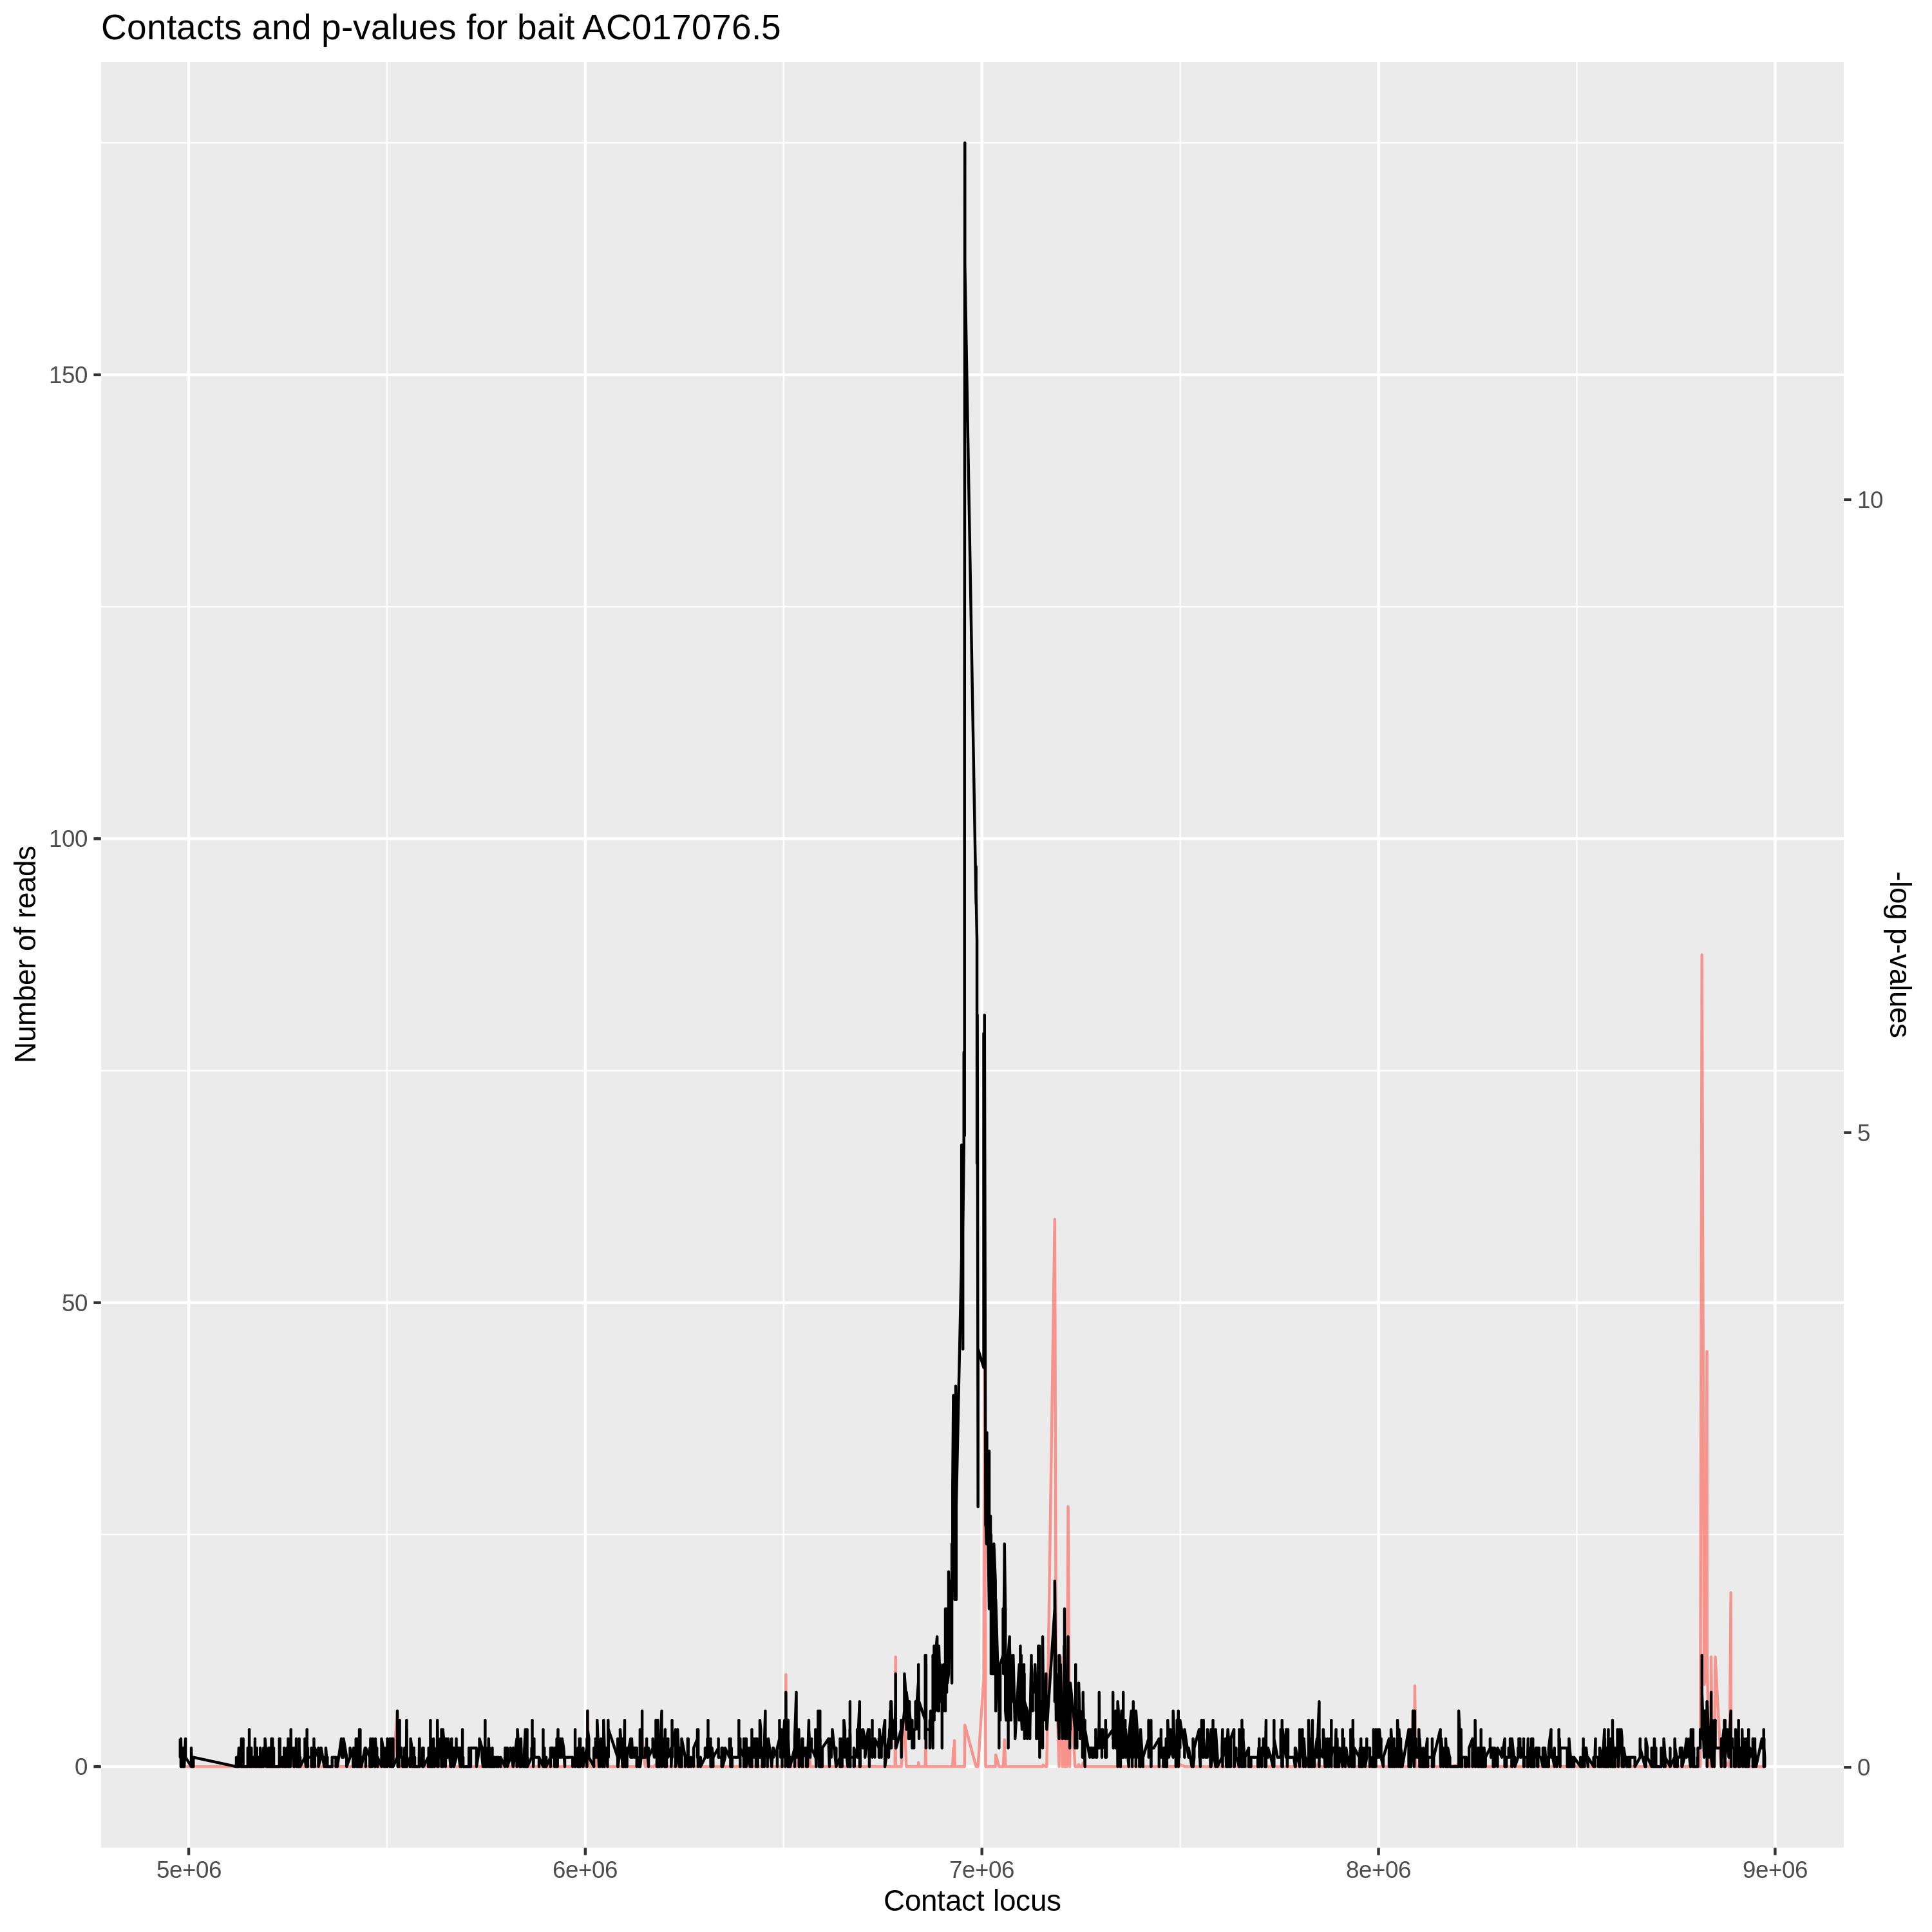 Contacts and p-values for bait AC017076.5
Number of reads
150
100
50
0
10
5
0
-log p-values
5e+06
6e+06
7e+06
8e+06
9e+06
Contact locus